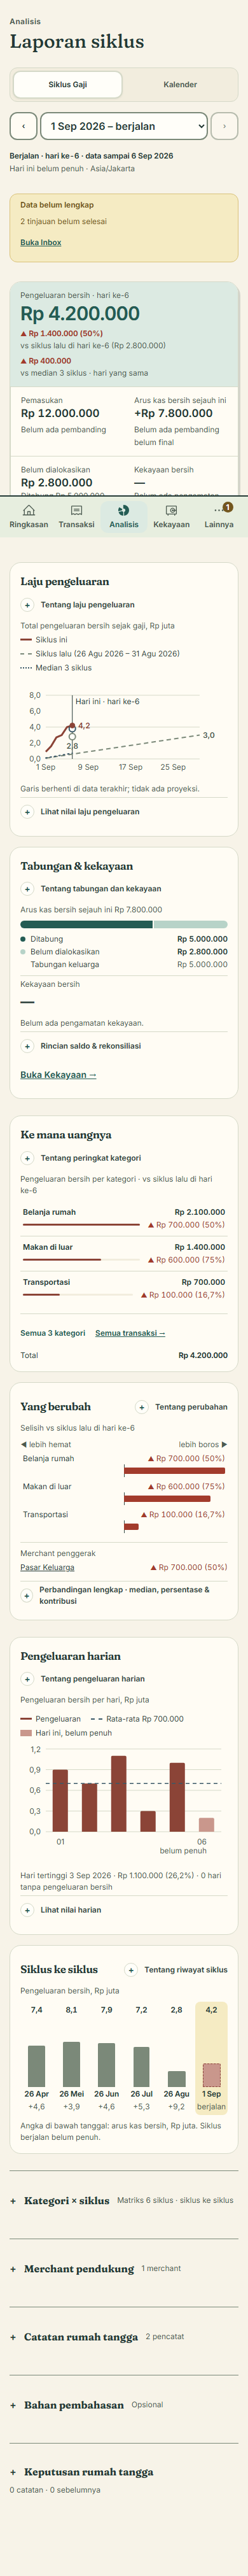 Analisis
Laporan siklus
Siklus Gaji
Kalender
‹
1 Sep 2026 – berjalan
›
Berjalan · hari ke-6 · data sampai 6 Sep 2026
Hari ini belum penuh · Asia/Jakarta
Data belum lengkap
2 tinjauan belum selesai
Buka Inbox
Pengeluaran bersih · hari ke-6
Rp 4.200.000
▲ Rp 1.400.000 (50%)
vs siklus lalu di hari ke-6 (Rp 2.800.000)
▲ Rp 400.000
vs median 3 siklus · hari yang sama
Pemasukan
Rp 12.000.000
Belum ada pembanding
Arus kas bersih sejauh ini
+Rp 7.800.000
Belum ada pembanding
belum final
Belum dialokasikan
Rp 2.800.000
Kekayaan bersih
—
Ringkasan
Transaksi
Analisis
Kekayaan
1
Lainnya
Laju pengeluaran
+ Tentang laju pengeluaran
Total pengeluaran bersih sejak gaji, Rp juta
Siklus ini
Siklus lalu (26 Agu 2026 – 31 Agu 2026)
Median 3 siklus
8,0
6,0
4,0
2,0
0,0
Hari ini · hari ke-6
4,2
2,8
3,0
1 Sep
9 Sep
17 Sep
25 Sep
Garis berhenti di data terakhir; tidak ada proyeksi.
+ Lihat nilai laju pengeluaran
Tabungan & kekayaan
+ Tentang tabungan dan kekayaan
Arus kas bersih sejauh ini Rp 7.800.000
Ditabung Rp 5.000.000
Belum dialokasikan Rp 2.800.000
Tabungan keluarga Rp 5.000.000
Kekayaan bersih
—
Belum ada pengamatan kekayaan.
+ Rincian saldo & rekonsiliasi
Buka Kekayaan →
Ke mana uangnya
+ Tentang peringkat kategori
Pengeluaran bersih per kategori · vs siklus lalu di hari
ke-6
Belanja rumah Rp 2.100.000
▲ Rp 700.000 (50%)
Makan di luar Rp 1.400.000
▲ Rp 600.000 (75%)
Transportasi Rp 700.000
▲ Rp 100.000 (16,7%)
Semua 3 kategori Semua transaksi →
Total Rp 4.200.000
Yang berubah
+ Tentang perubahan
Selisih vs siklus lalu di hari ke-6
◀ lebih hemat lebih boros ▶
Belanja rumah ▲ Rp 700.000 (50%)
Makan di luar ▲ Rp 600.000 (75%)
Transportasi ▲ Rp 100.000 (16,7%)
Merchant penggerak
Pasar Keluarga ▲ Rp 700.000 (50%)
+ Perbandingan lengkap · median, persentase &
kontribusi
Pengeluaran harian
+ Tentang pengeluaran harian
Pengeluaran bersih per hari, Rp juta
Pengeluaran Rata-rata Rp 700.000
Hari ini, belum penuh
1,2
0,9
0,6
0,3
0,0
01
06
belum penuh
Hari tertinggi 3 Sep 2026 · Rp 1.100.000 (26,2%) · 0 hari
tanpa pengeluaran bersih
+ Lihat nilai harian
Siklus ke siklus
+ Tentang riwayat siklus
Pengeluaran bersih, Rp juta
7,4 8,1 7,9 7,2 2,8 4,2
26 Apr 26 Mei 26 Jun 26 Jul 26 Agu 1 Sep
+4,6 +3,9 +4,6 +5,3 +9,2 berjalan
Angka di bawah tanggal: arus kas bersih, Rp juta. Siklus
berjalan belum penuh.
+ Kategori × siklus Matriks 6 siklus · siklus ke siklus
+ Merchant pendukung 1 merchant
+ Catatan rumah tangga 2 pencatat
+ Bahan pembahasan Opsional
+ Keputusan rumah tangga
0 catatan · 0 sebelumnya